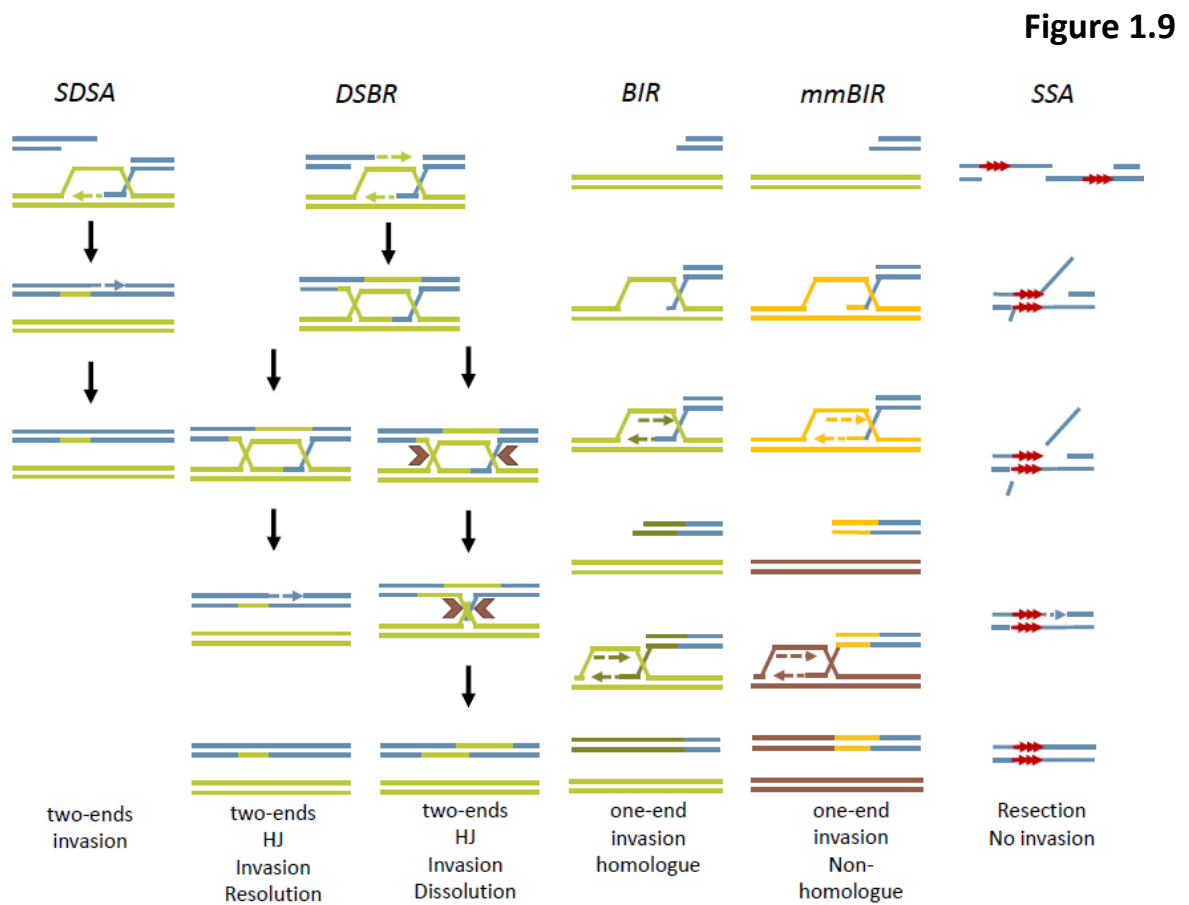 Figure 1.9
SDSA
DSBR
BIR
mmBIR
SSA
two-ends
invasion
two-ends
HJ
Invasion
Resolution
two-ends
HJ
Invasion
Dissolution
one-end
invasion
homologue
one-end
invasion
Non-
homologue
Resection
No invasion